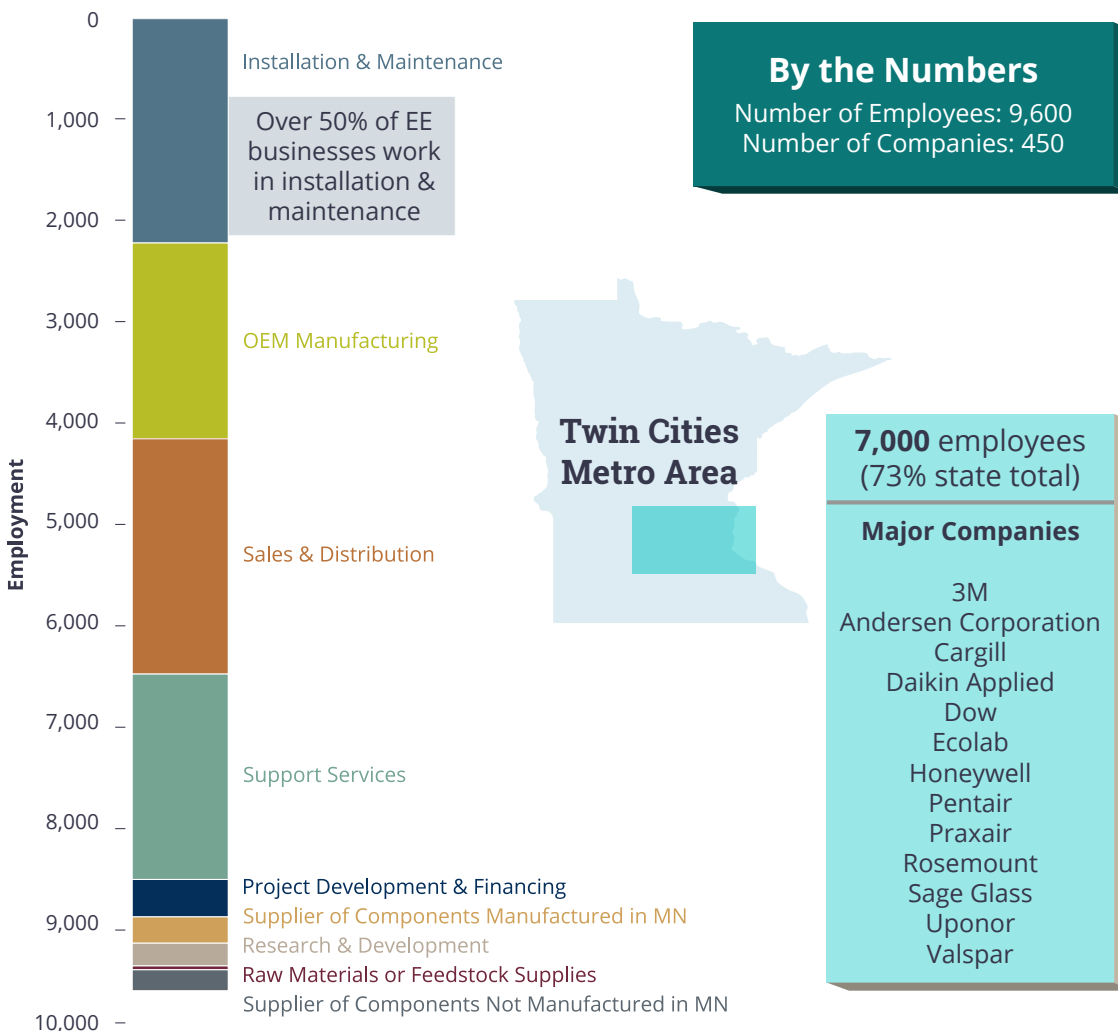 Employment
0
1,000
2,000
3,000
4,000
5,000
6,000
7,000
8,000
9,000
10,000
Installation & Maintenance
Over 50% of EE
businesses work
in installation &
maintenance
OEM Manufacturing
Sales & Distribution
Support Services
Project Development & Financing
Supplier of Components Manufactured in MN
Research & Development
Raw Materials or Feedstock Supplies
Supplier of Components Not Manufactured in MN
By the Numbers
Number of Employees: 9,600
Number of Companies: 450
Twin Cities
Metro Area
7,000 employees
(73% state total)
Major Companies
3M
Andersen Corporation
Cargill
Daikin Applied
Dow
Ecolab
Honeywell
Pentair
Praxair
Rosemount
Sage Glass
Uponor
Valspar